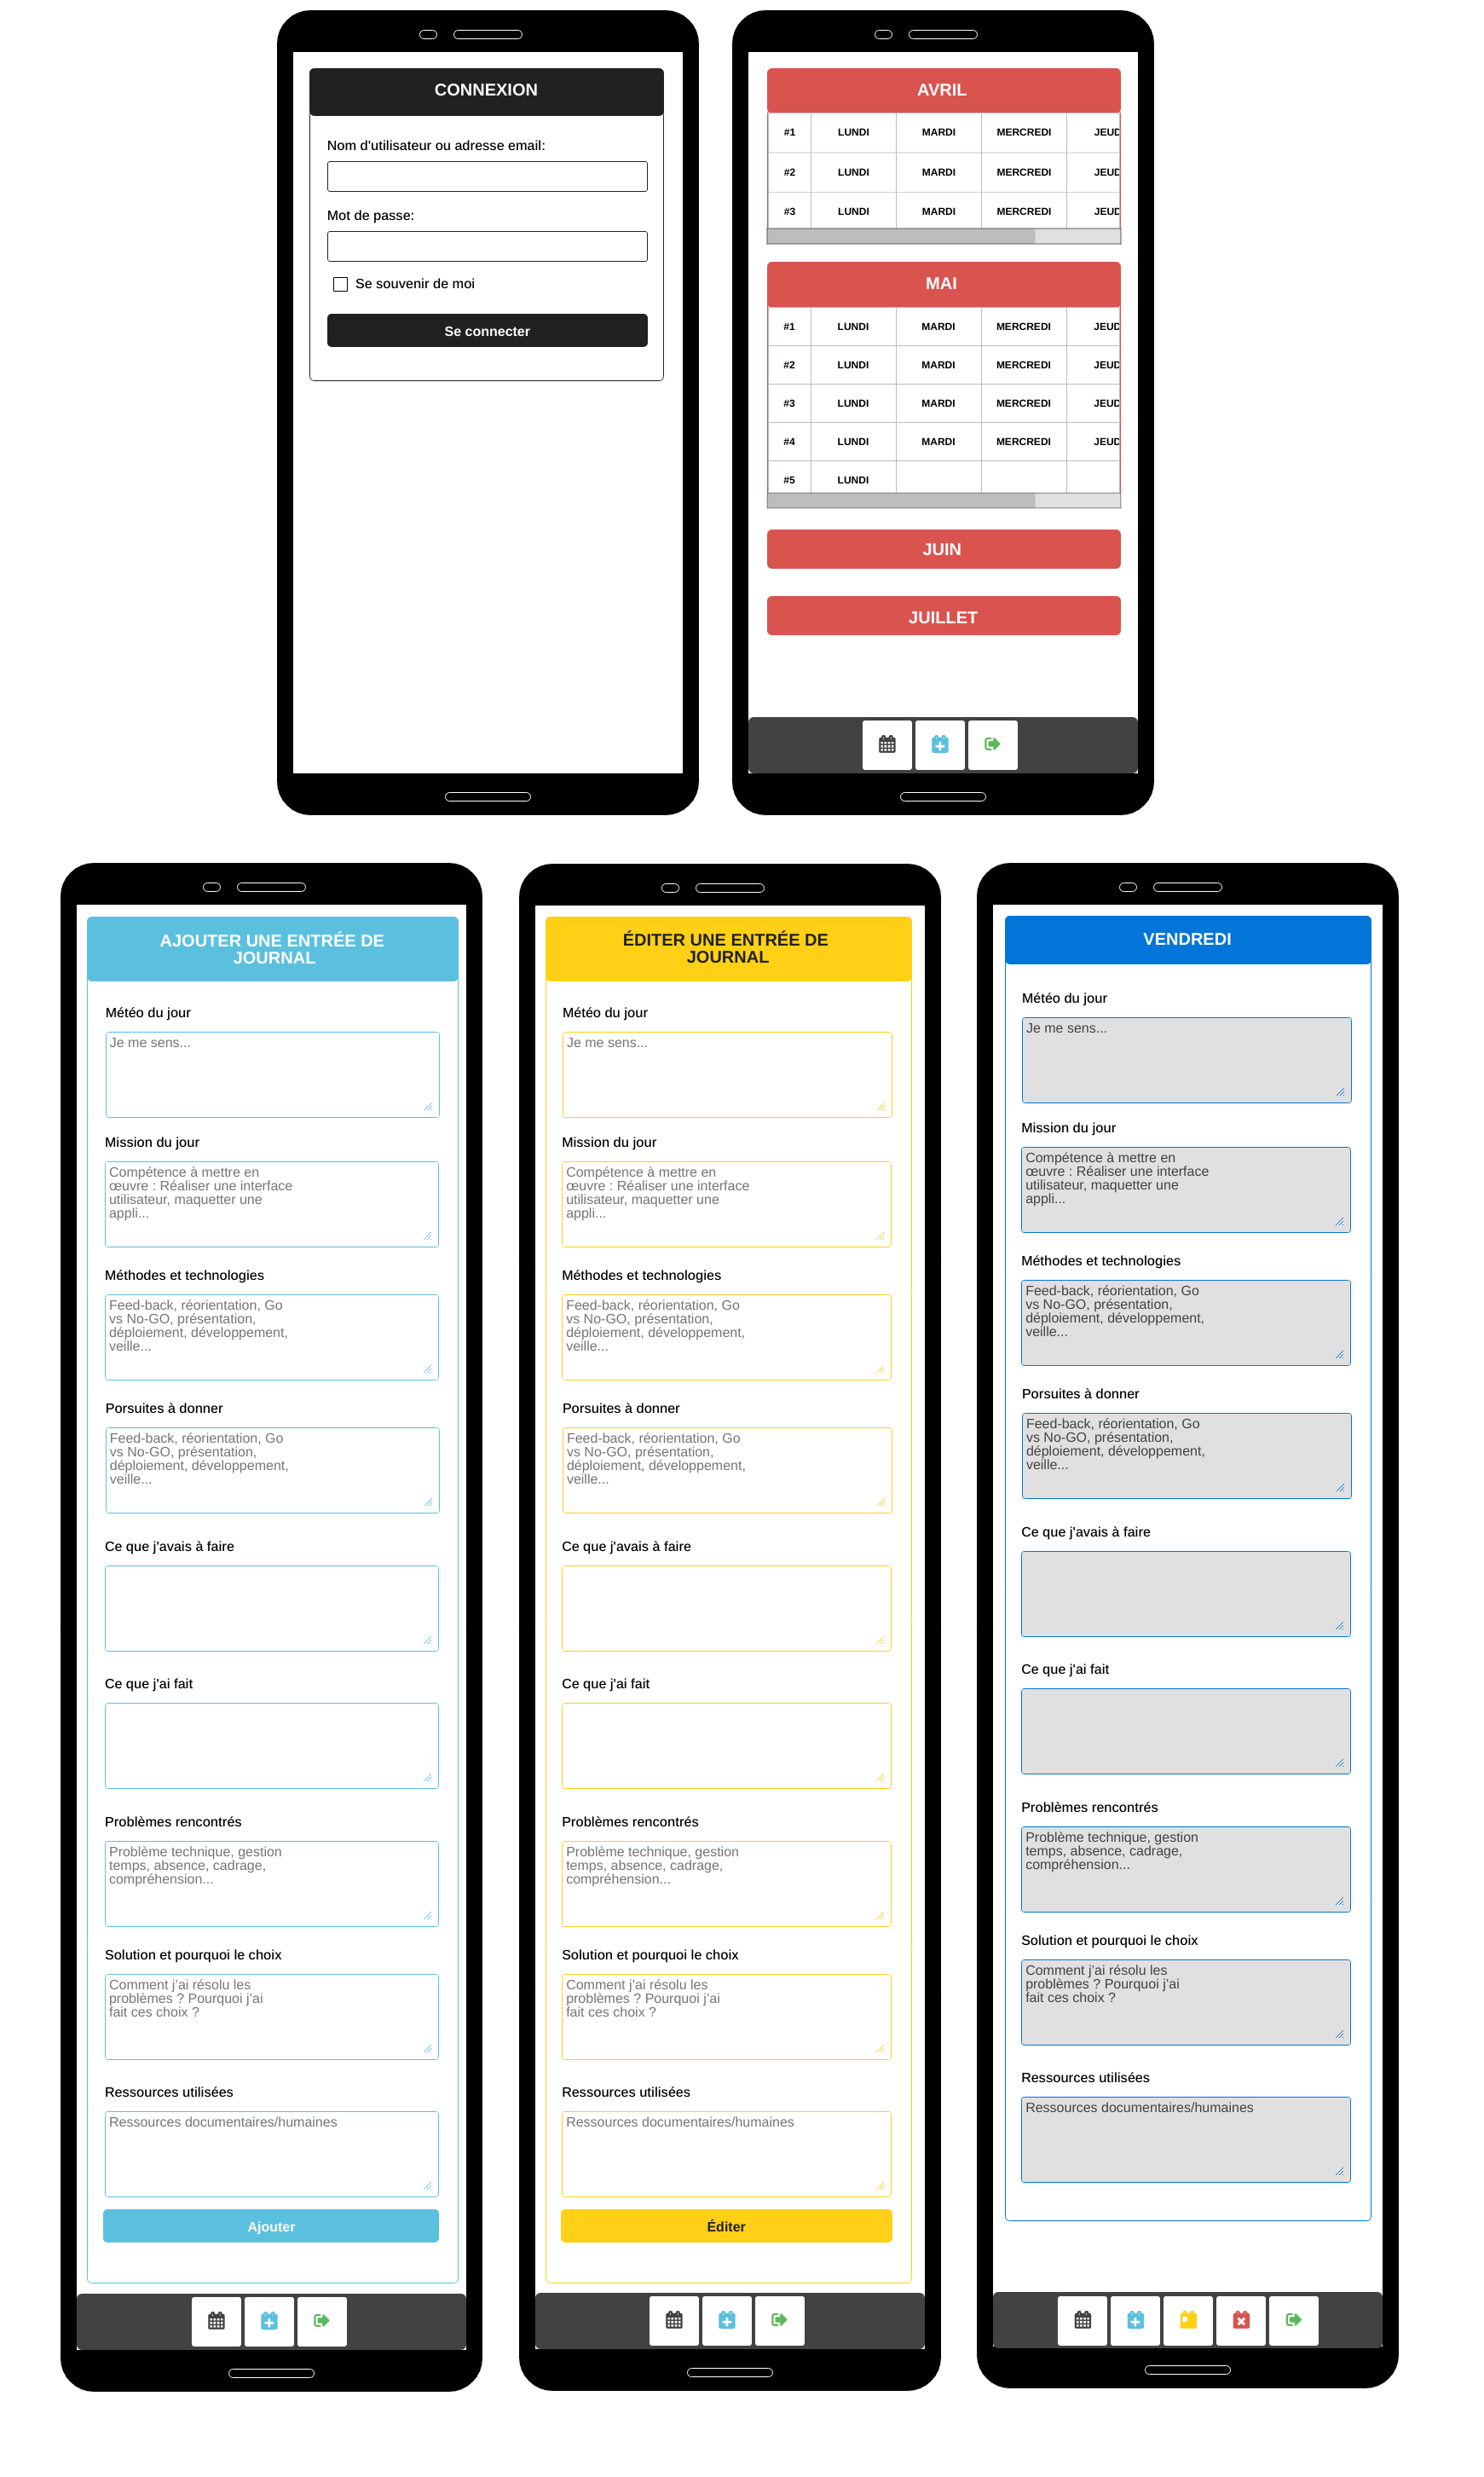 CONNEXION
Nom d'utilisateur ou adresse email:
Mot de passe:
Se souvenir de moi
Se connecter
AVRIL
#1 LUNDI MARDI MERCREDI JEUD
#2 LUNDI MARDI MERCREDI JEUD
#3 LUNDI MARDI MERCREDI JEUD
MAI
#1 LUNDI MARDI MERCREDI JEUD
#2 LUNDI MARDI MERCREDI JEUD
#3 LUNDI MARDI MERCREDI JEUD
#4 LUNDI MARDI MERCREDI JEUD
#5 LUNDI
JUIN
JUILLET
AJOUTER UNE ENTRÉE DE
JOURNAL
Météo du jour
Je me sens...
Mission du jour
Compétence à mettre en
œuvre : Réaliser une interface
utilisateur, maquetter une
appli...
Méthodes et technologies
Feed-back, réorientation, Go
vs No-GO, présentation,
déploiement, développement,
veille...
Porsuites à donner
Feed-back, réorientation, Go
vs No-GO, présentation,
déploiement, développement,
veille...
Ce que j'avais à faire
Ce que j'ai fait
Problèmes rencontrés
Problème technique, gestion
temps, absence, cadrage,
compréhension...
Solution et pourquoi le choix
Comment j'ai résolu les
problèmes ? Pourquoi j'ai
fait ces choix ?
Ressources utilisées
Ressources documentaires/humaines
Ajouter
ÉDITER UNE ENTRÉE DE
JOURNAL
Météo du jour
Je me sens...
Mission du jour
Compétence à mettre en
œuvre : Réaliser une interface
utilisateur, maquetter une
appli...
Méthodes et technologies
Feed-back, réorientation, Go
vs No-GO, présentation,
déploiement, développement,
veille...
Porsuites à donner
Feed-back, réorientation, Go
vs No-GO, présentation,
déploiement, développement,
veille...
Ce que j'avais à faire
Ce que j'ai fait
Problèmes rencontrés
Problème technique, gestion
temps, absence, cadrage,
compréhension...
Solution et pourquoi le choix
Comment j'ai résolu les
problèmes ? Pourquoi j'ai
fait ces choix ?
Ressources utilisées
Ressources documentaires/humaines
Éditer
VENDREDI
Météo du jour
Je me sens...
Mission du jour
Compétence à mettre en
œuvre : Réaliser une interface
utilisateur, maquetter une
appli...
Méthodes et technologies
Feed-back, réorientation, Go
vs No-GO, présentation,
déploiement, développement,
veille...
Porsuites à donner
Feed-back, réorientation, Go
vs No-GO, présentation,
déploiement, développement,
veille...
Ce que j'avais à faire
Ce que j'ai fait
Problèmes rencontrés
Problème technique, gestion
temps, absence, cadrage,
compréhension...
Solution et pourquoi le choix
Comment j'ai résolu les
problèmes ? Pourquoi j'ai
fait ces choix ?
Ressources utilisées
Ressources documentaires/humaines